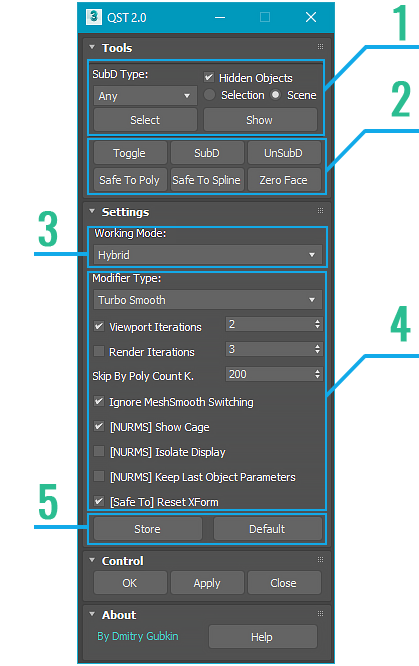 3 QST 2.0
1
Tools
SubD Type:
Hidden Objects
Any
Selection Scene
2
Select Show
Toggle SubD UnSubD
Safe To Poly Safe To Spline Zero Face
Settings
3
Working Mode:
Hybrid
Modifier Type:
Turbo Smooth
4
Viewport Iterations 2
Render Iterations 3
Skip By Poly Count K. 200
Ignore MeshSmooth Switching
[NURMS] Show Cage
[NURMS] Isolate Display
[NURMS] Keep Last Object Parameters
5
[Safe To] Reset XForm
Store Default
Control
OK Apply Close
About
By Dmitry Gubkin Help